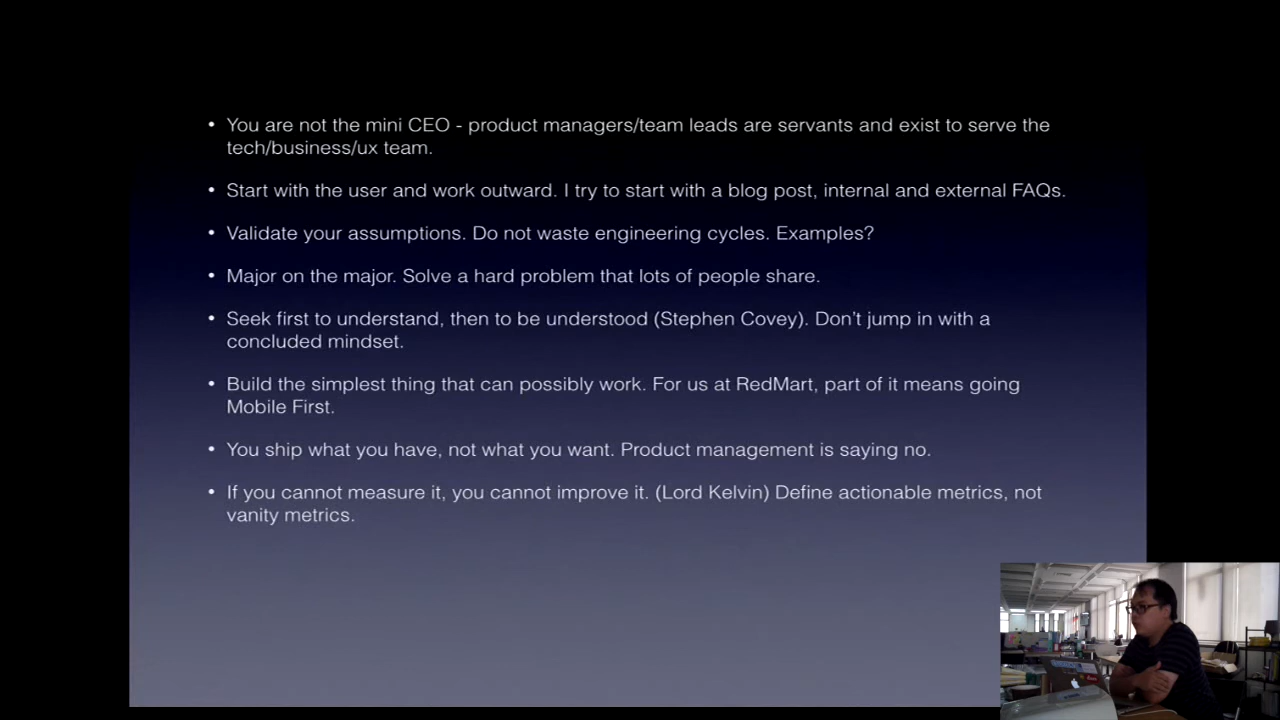 • You are not the mini CEO - product managers/team leads are servants and exist to serve the
tech/business/ux team.
• Start with the user and work outward. I try to start with a blog post, internal and external FAQs.
• Validate your assumptions. Do not waste engineering cycles. Examples?
• Major on the major. Solve a hard problem that lots of people share.
• Seek first to understand, then to be understood (Stephen Covey). Don’t jump in with a
concluded mindset.
• Build the simplest thing that can possibly work. For us at RedMart, part of it means going
Mobile First.
• You ship what you have, not what you want. Product management is saying no.
• If you cannot measure it, you cannot improve it. (Lord Kelvin) Define actionable metrics, not
vanity metrics.